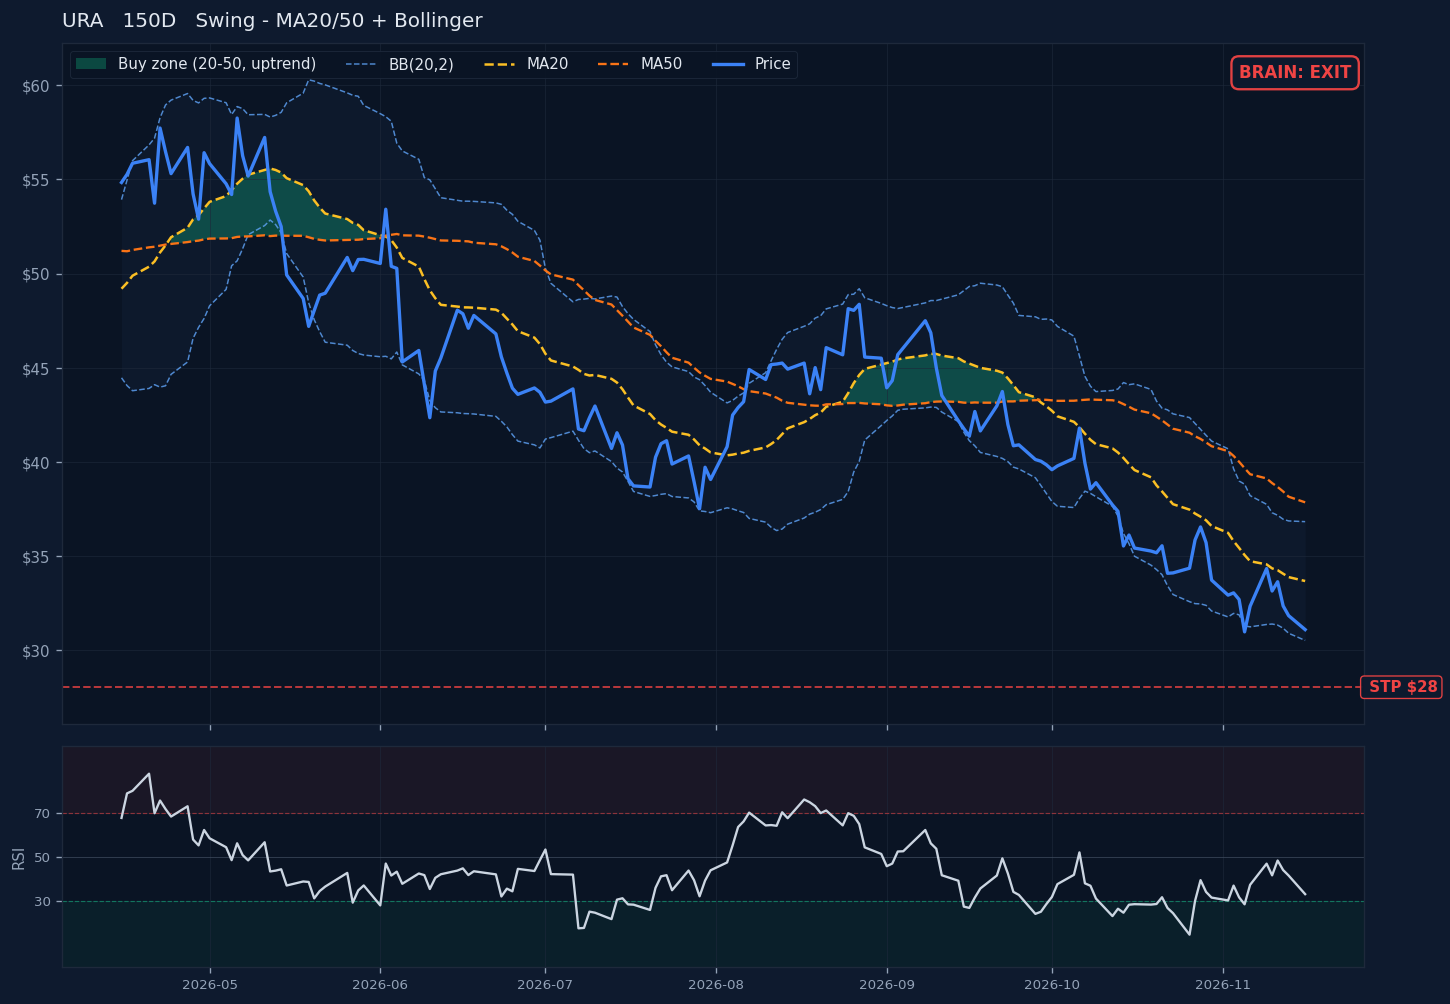 URA 150D Swing - MA20/50 + Bollinger
Buy zone (20-50, uptrend) BB(20,2) MA20 MA50 Price
BRAIN: EXIT
$60
$55
$50
$45
$40
$35
$30
STP $28
70
50
30
RSI
2026-05 2026-06 2026-07 2026-08 2026-09 2026-10 2026-11